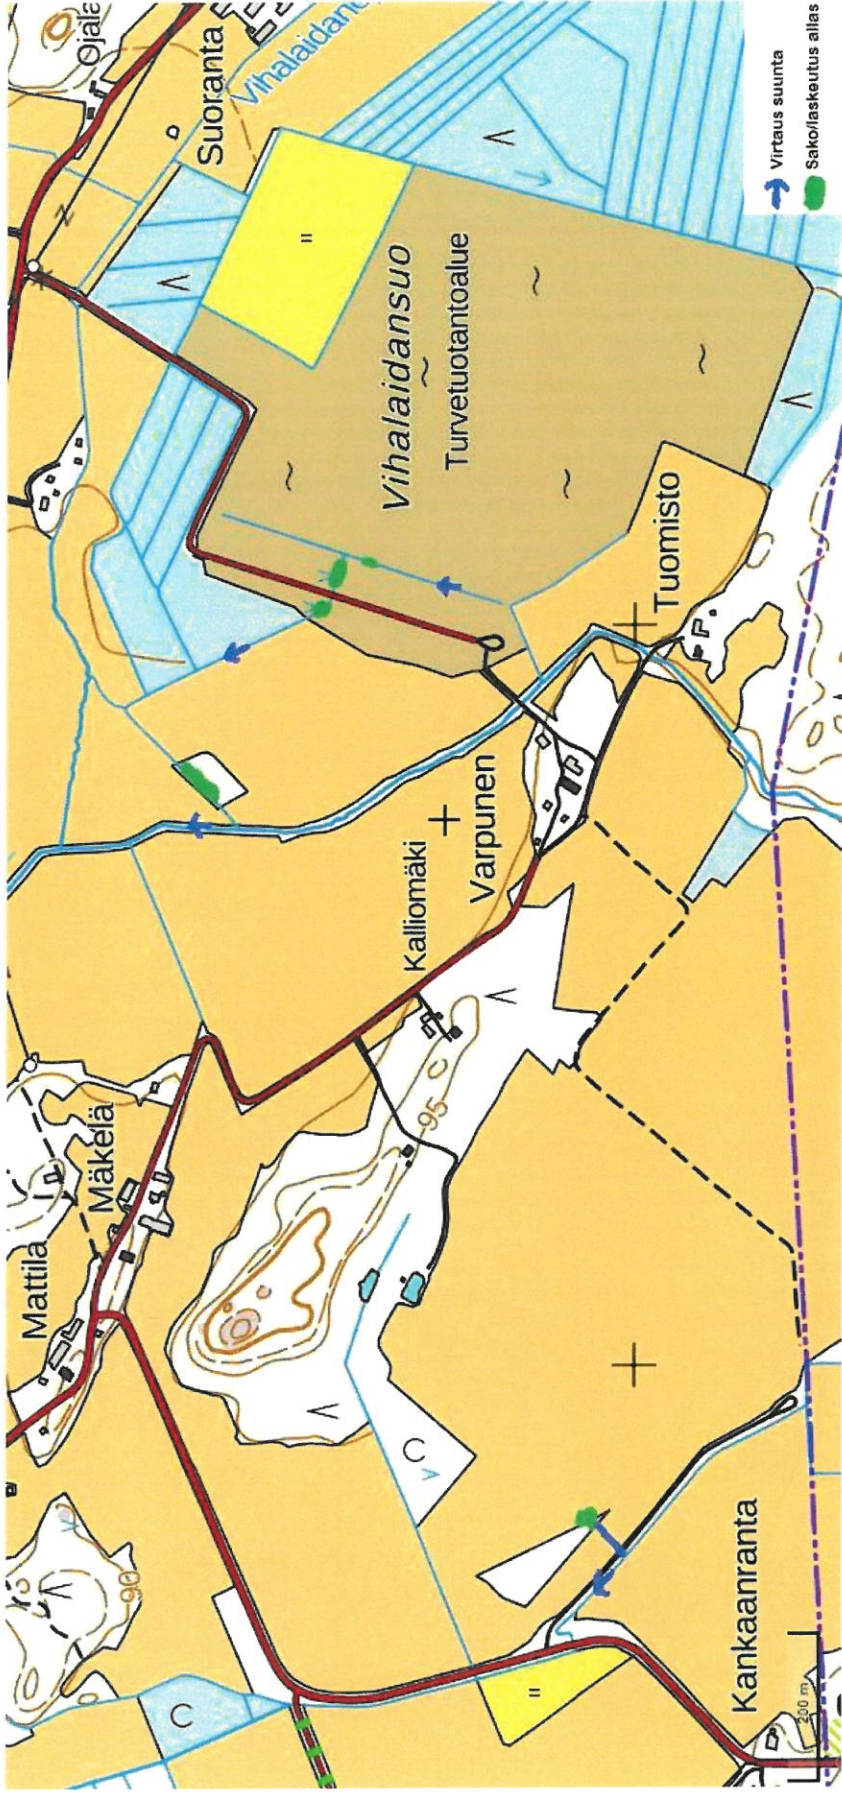 Ojala
Suoranta
Vihalaidan
Vihalaidansuo
Turvetuotantoalue
Virtaus suunta
Sako/laskeutus allas
Tuomisto
Varpunen
Kalliomäki
95
Mäkelä
Mattila
90
C
C
Kankaanranta
200 m